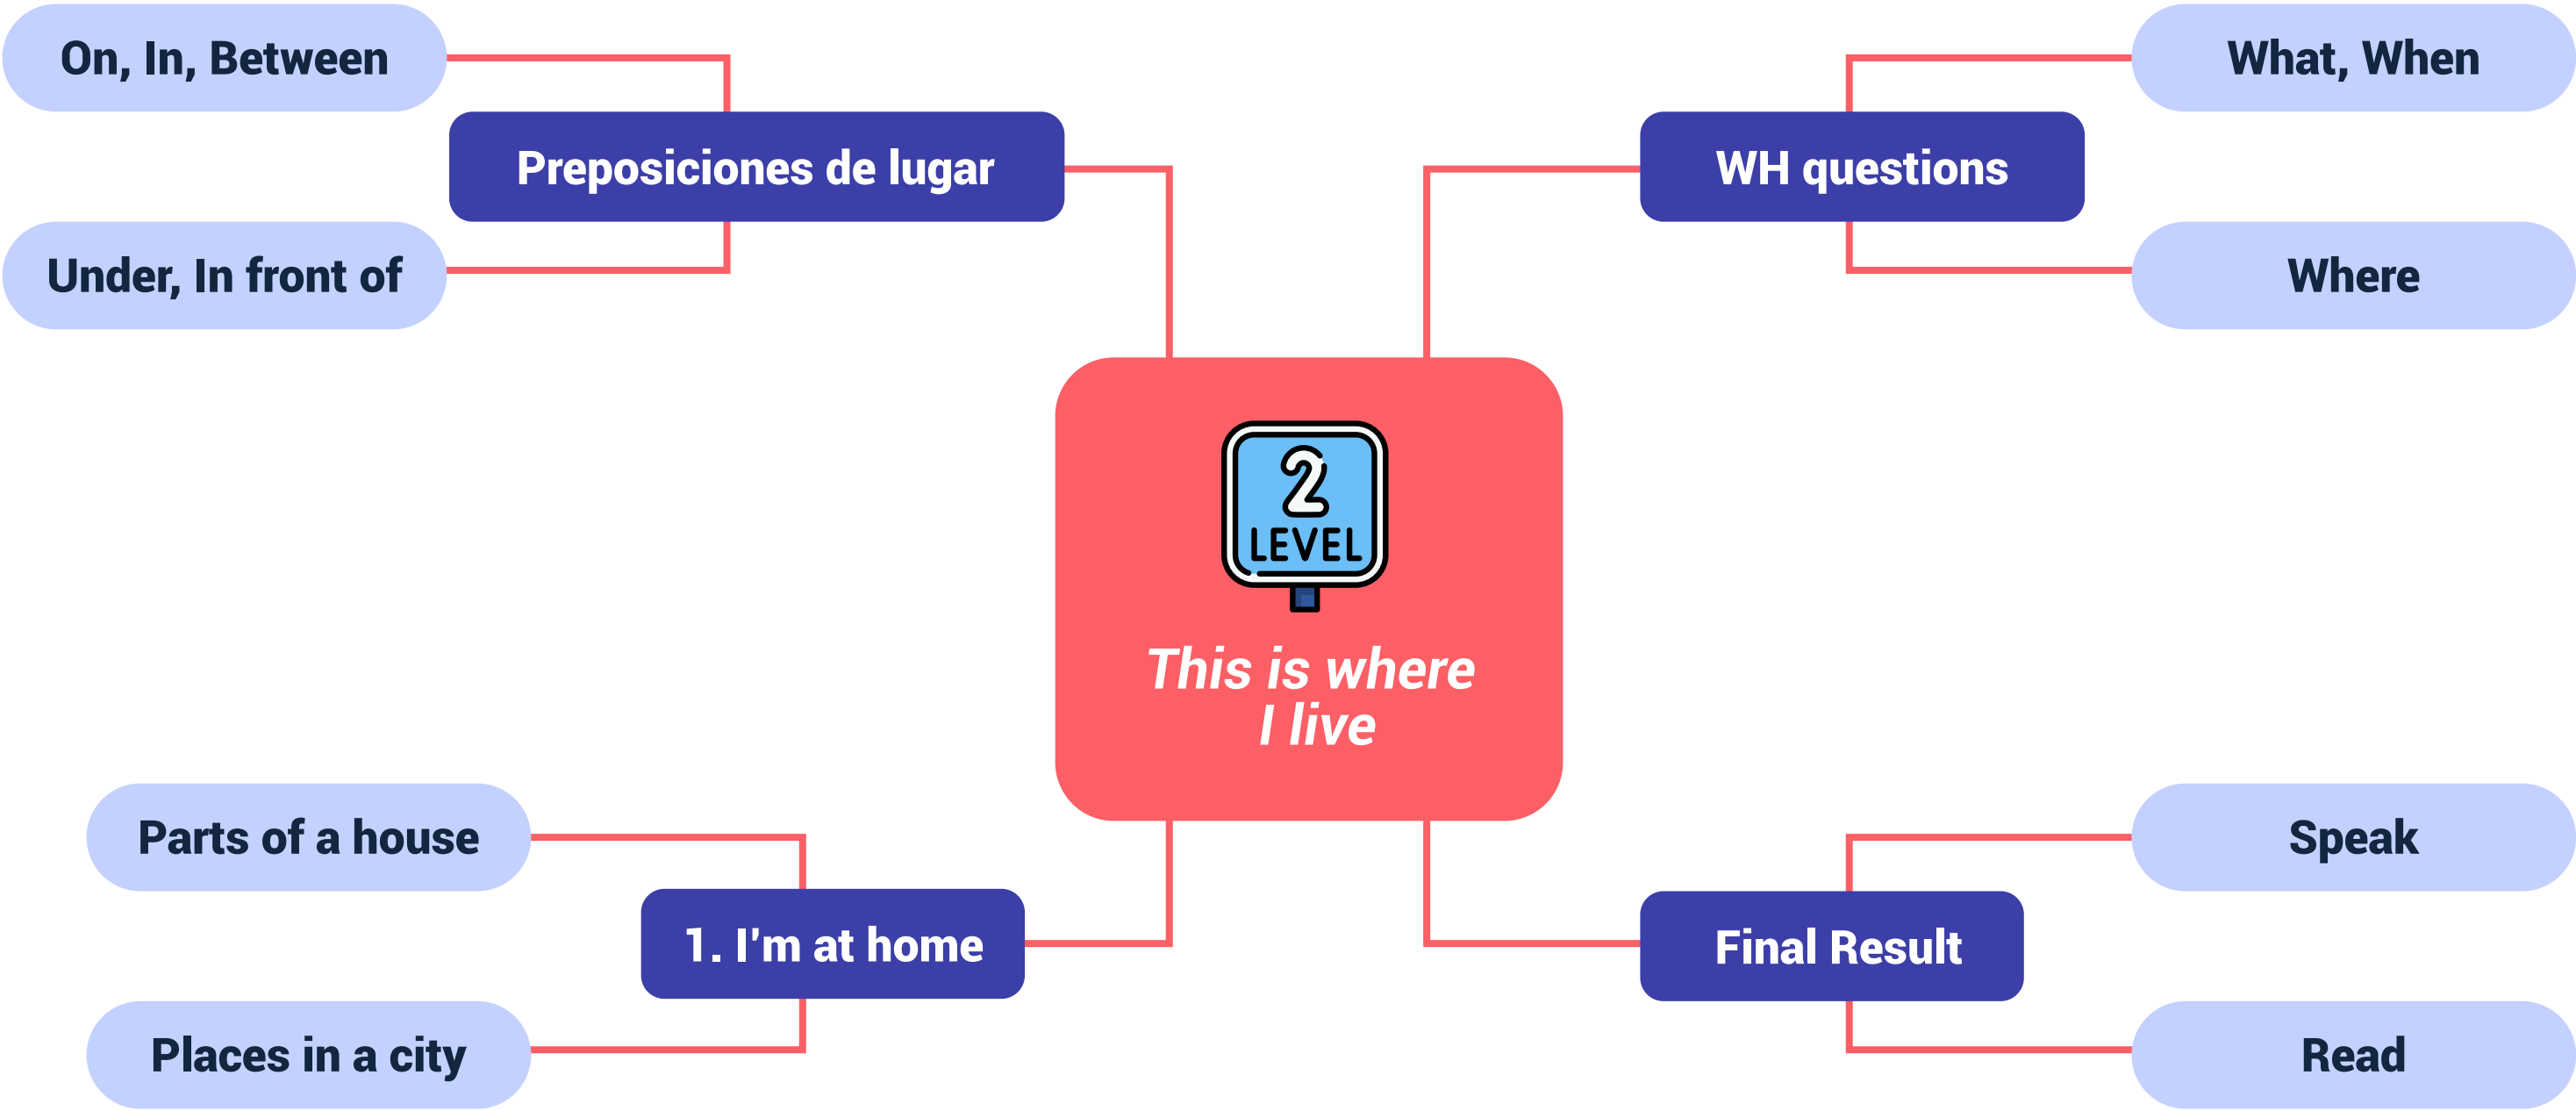 On, In, Between
Preposiciones de lugar
Under, In front of
What, When
WH questions
Where
2
LEVEL
This is where
I live
Parts of a house
1. I'm at home
Places in a city
Speak
Final Result
Read